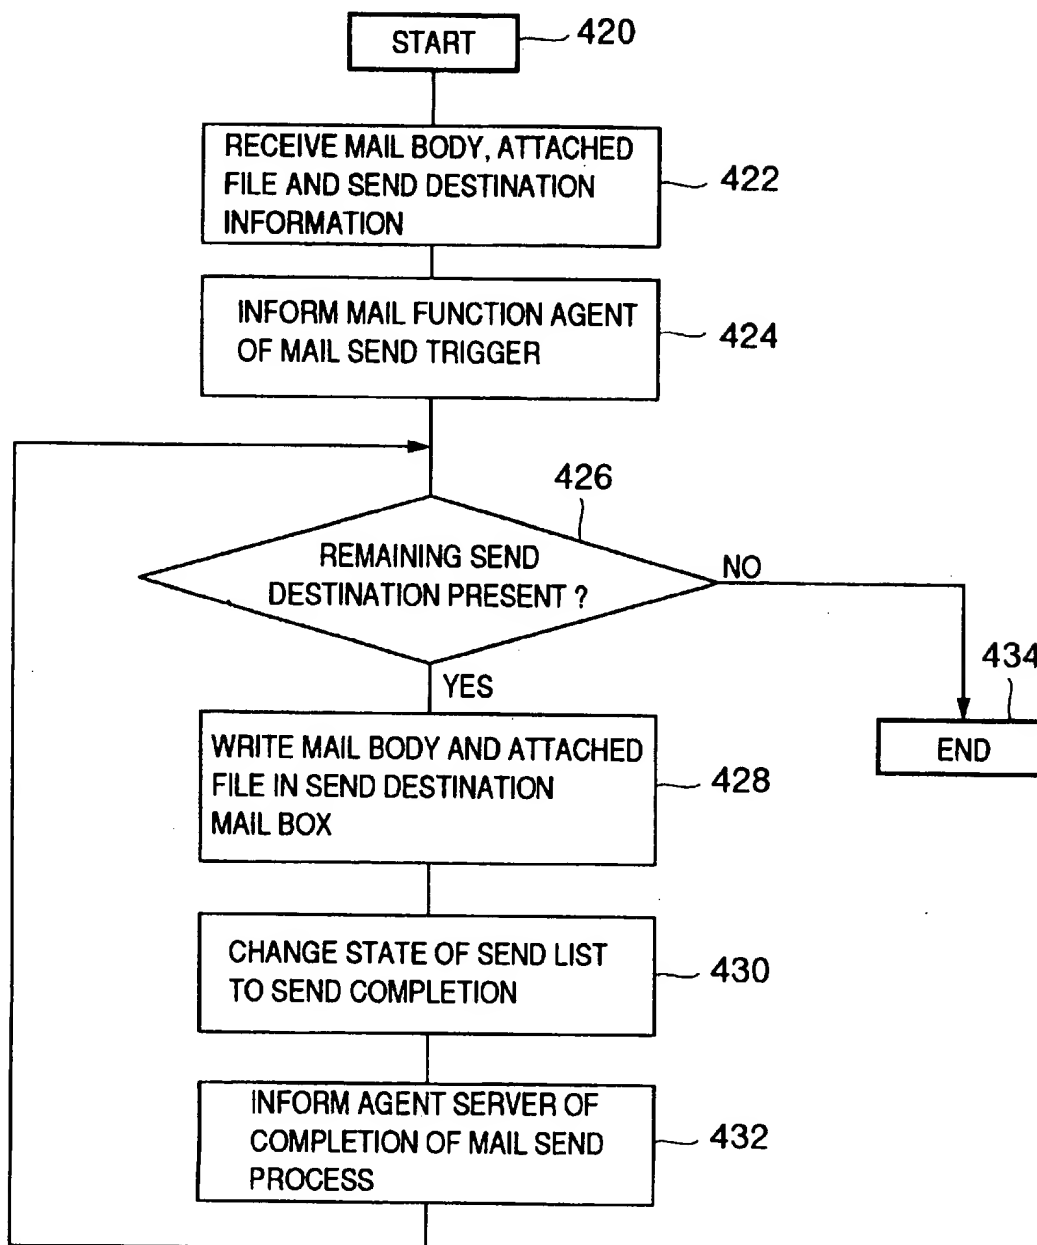 START
420
RECEIVE MAIL BODY, ATTACHED
FILE AND SEND DESTINATION
INFORMATION
422
INFORM MAIL FUNCTION AGENT
OF MAIL SEND TRIGGER
424
426
REMAINING SEND
DESTINATION PRESENT ?
NO
YES
434
END
WRITE MAIL BODY AND ATTACHED
FILE IN SEND DESTINATION
MAIL BOX
428
CHANGE STATE OF SEND LIST
TO SEND COMPLETION
430
INFORM AGENT SERVER OF
COMPLETION OF MAIL SEND
PROCESS
432